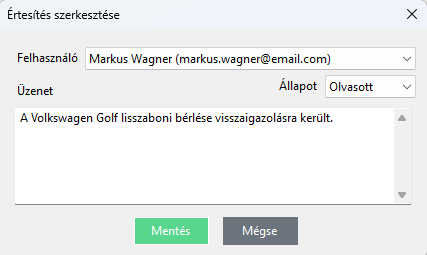 Értesítés szerkesztése
Felhasználó
Markus Wagner (markus.wagner@email.com)
Üzenet
Állapot
Olvasott
A Volkswagen Golf lisszaboni bérlése visszaigazolásra került.
Mentés
Mégse